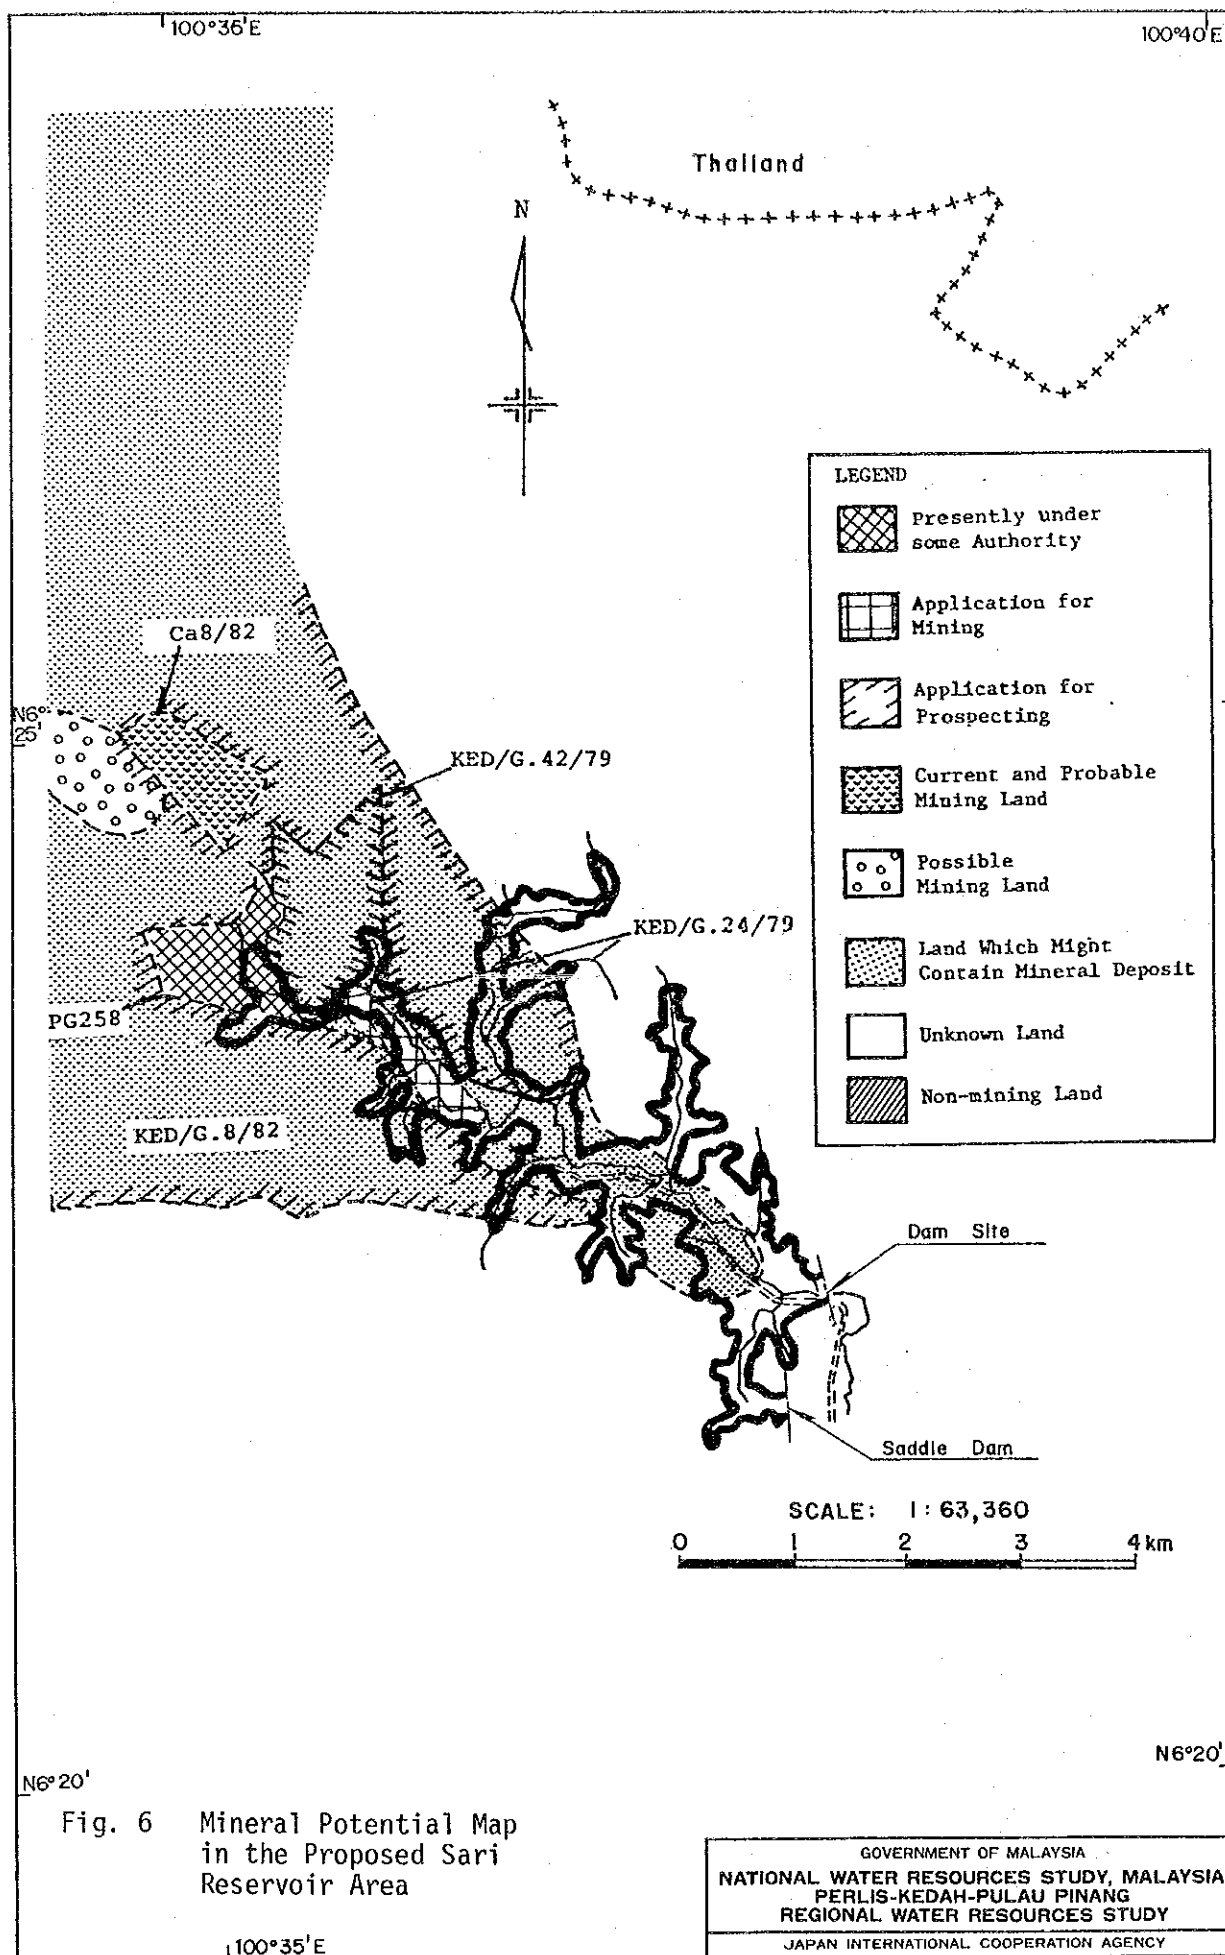 100°35'E
100°40'E
Thailand
N
LEGEND
Presently under
some Authority
Application for
Mining
Application for
Prospecting
Current and Probable
Mining Land
Possible
Mining Land
Land Which Might
Contain Mineral Deposit
Unknown Land
Non-mining Land
Ca8/82
N6°
25'
KED/G.42/79
KED/G.24/79
PG258
KED/G.8/82
Dam Site
Saddle Dam
SCALE: 1:63,360
0 1 2 3 4 km
N6°20'
N6°20'
Fig. 6 Mineral Potential Map
in the Proposed Sari
Reservoir Area
100°35'E
GOVERNMENT OF MALAYSIA
NATIONAL WATER RESOURCES STUDY, MALAYSIA
PERLIS-KEDAH-PULAU PINANG
REGIONAL WATER RESOURCES STUDY
JAPAN INTERNATIONAL COOPERATION AGENCY